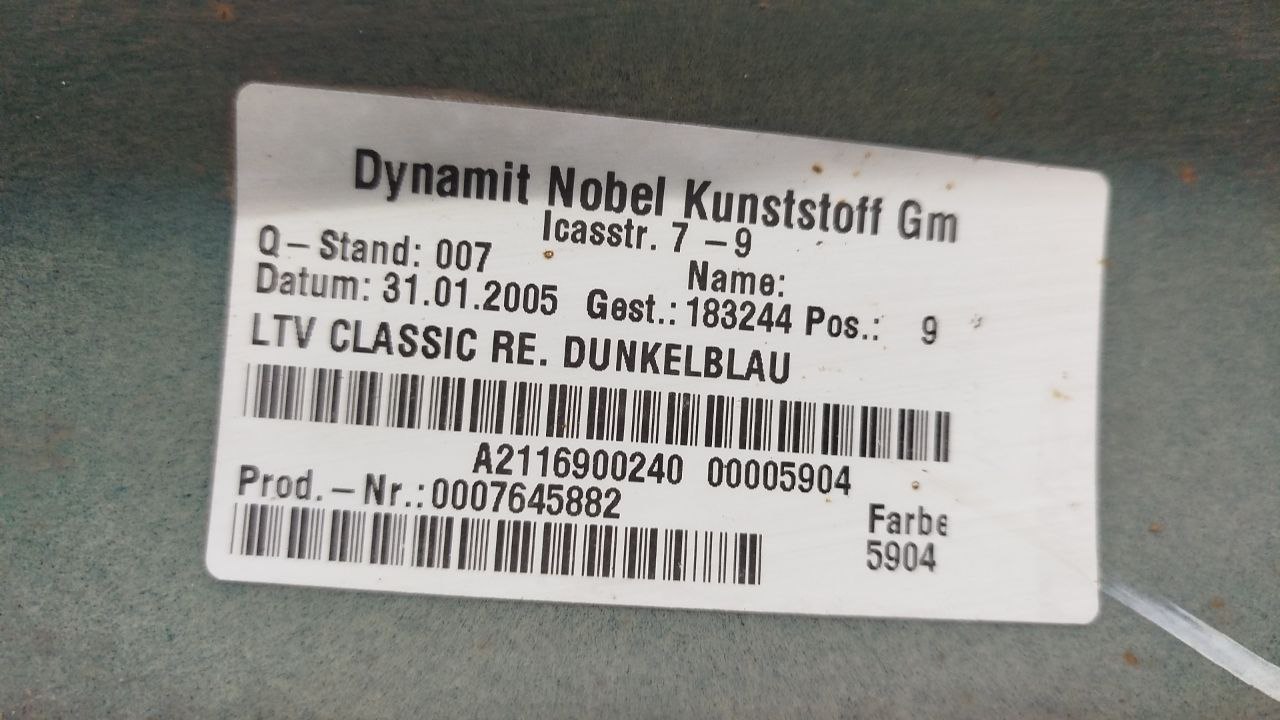 Dynamit Nobel Kunststoff Gm
Icasstr. 7 – 9
Q – Stand: 007
Name:
Datum: 31.01.2005 Gest.: 183244 Pos.: 9
LTV CLASSIC RE. DUNKELBLAU
A2116900240 00005904
Prod. – Nr.: 0007645882
Farbe
5904